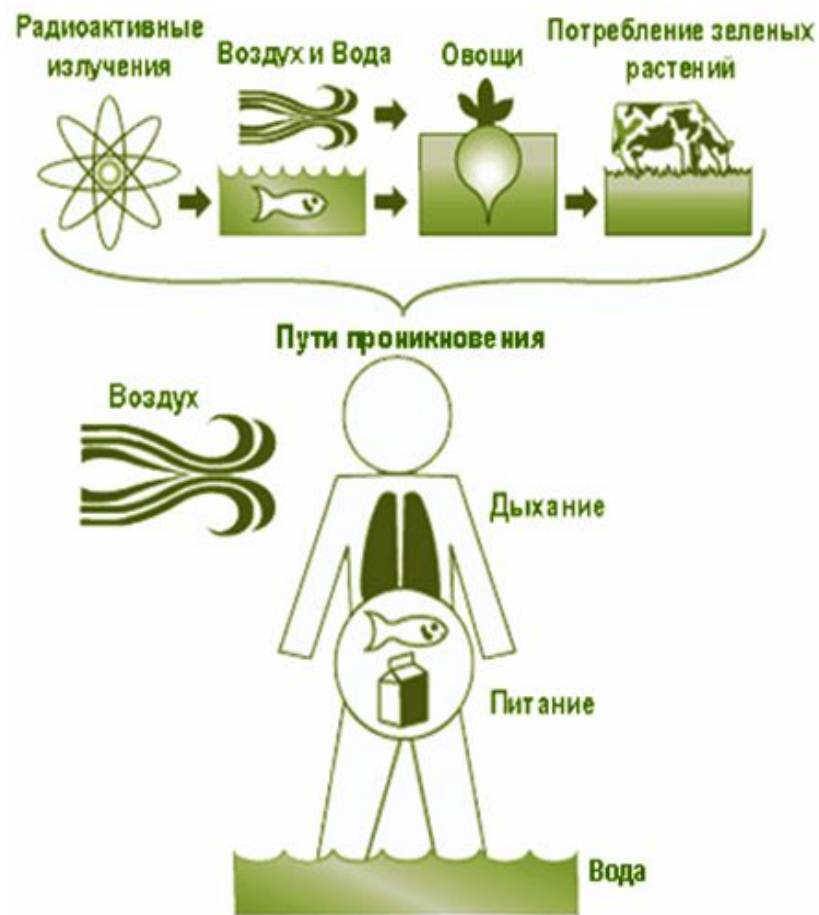 Радиоактивные
излучения
Воздух и Вода
Овощи
Потребление зеленых
растений
Пути проникновения
Воздух
Дыхание
Питание
Вода